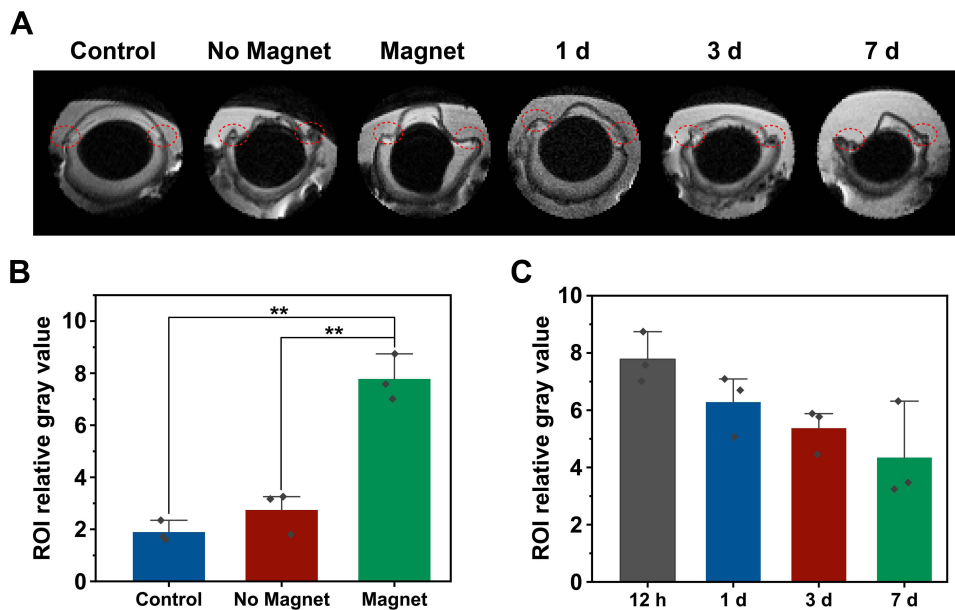 A
Control No Magnet Magnet 1 d 3 d 7 d
B
ROI relative gray value
10
8
6
4
2
0
**
**
Control No Magnet Magnet
C
ROI relative gray value
10
8
6
4
2
0
12 h 1 d 3 d 7 d